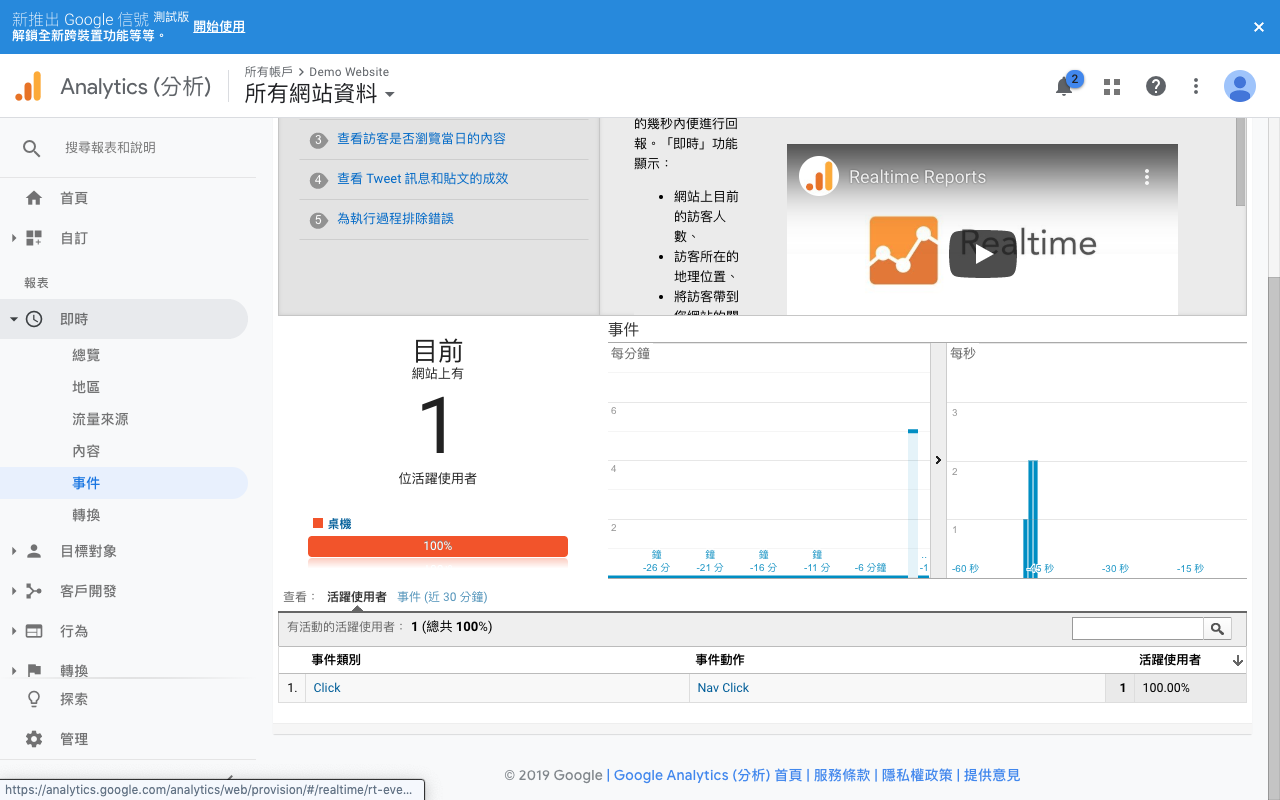 新推出 Google 信號 測試版
解鎖全新跨裝置功能等等。
開始使用
Analytics (分析)
所有帳戶 > Demo Website
所有網站資料
2
搜尋報表和說明
首頁
自訂
報表
即時
總覽
地區
流量來源
內容
事件
轉換
目標對象
客戶開發
行為
轉換
探索
管理
3 查看訪客是否瀏覽當日的內容
4 查看 Tweet 訊息和貼文的成效
5 為執行過程排除錯誤
的幾秒內便進行回
報。「即時」功能
顯示：
網站上目前
的訪客人
數、
訪客所在的
地理位置、
將訪客帶到
Realtime Reports
Realtime
目前
網站上有
1
位活躍使用者
桌機
100%
事件
每分鐘
6
4
2
鐘 鐘 鐘 鐘 ..
-26 分 -21 分 -16 分 -11 分 -6 分鐘 -1
每秒
3
2
1
-60 秒 -45 秒 -30 秒 -15 秒
查看： 活躍使用者 事件 (近 30 分鐘)
有活動的活躍使用者： 1 (總共 100%)
事件類別 事件動作 活躍使用者
1. Click Nav Click 1 100.00%
© 2019 Google | Google Analytics (分析) 首頁 | 服務條款 | 隱私權政策 | 提供意見
https://analytics.google.com/analytics/web/provision/#/realtime/rt-eve...